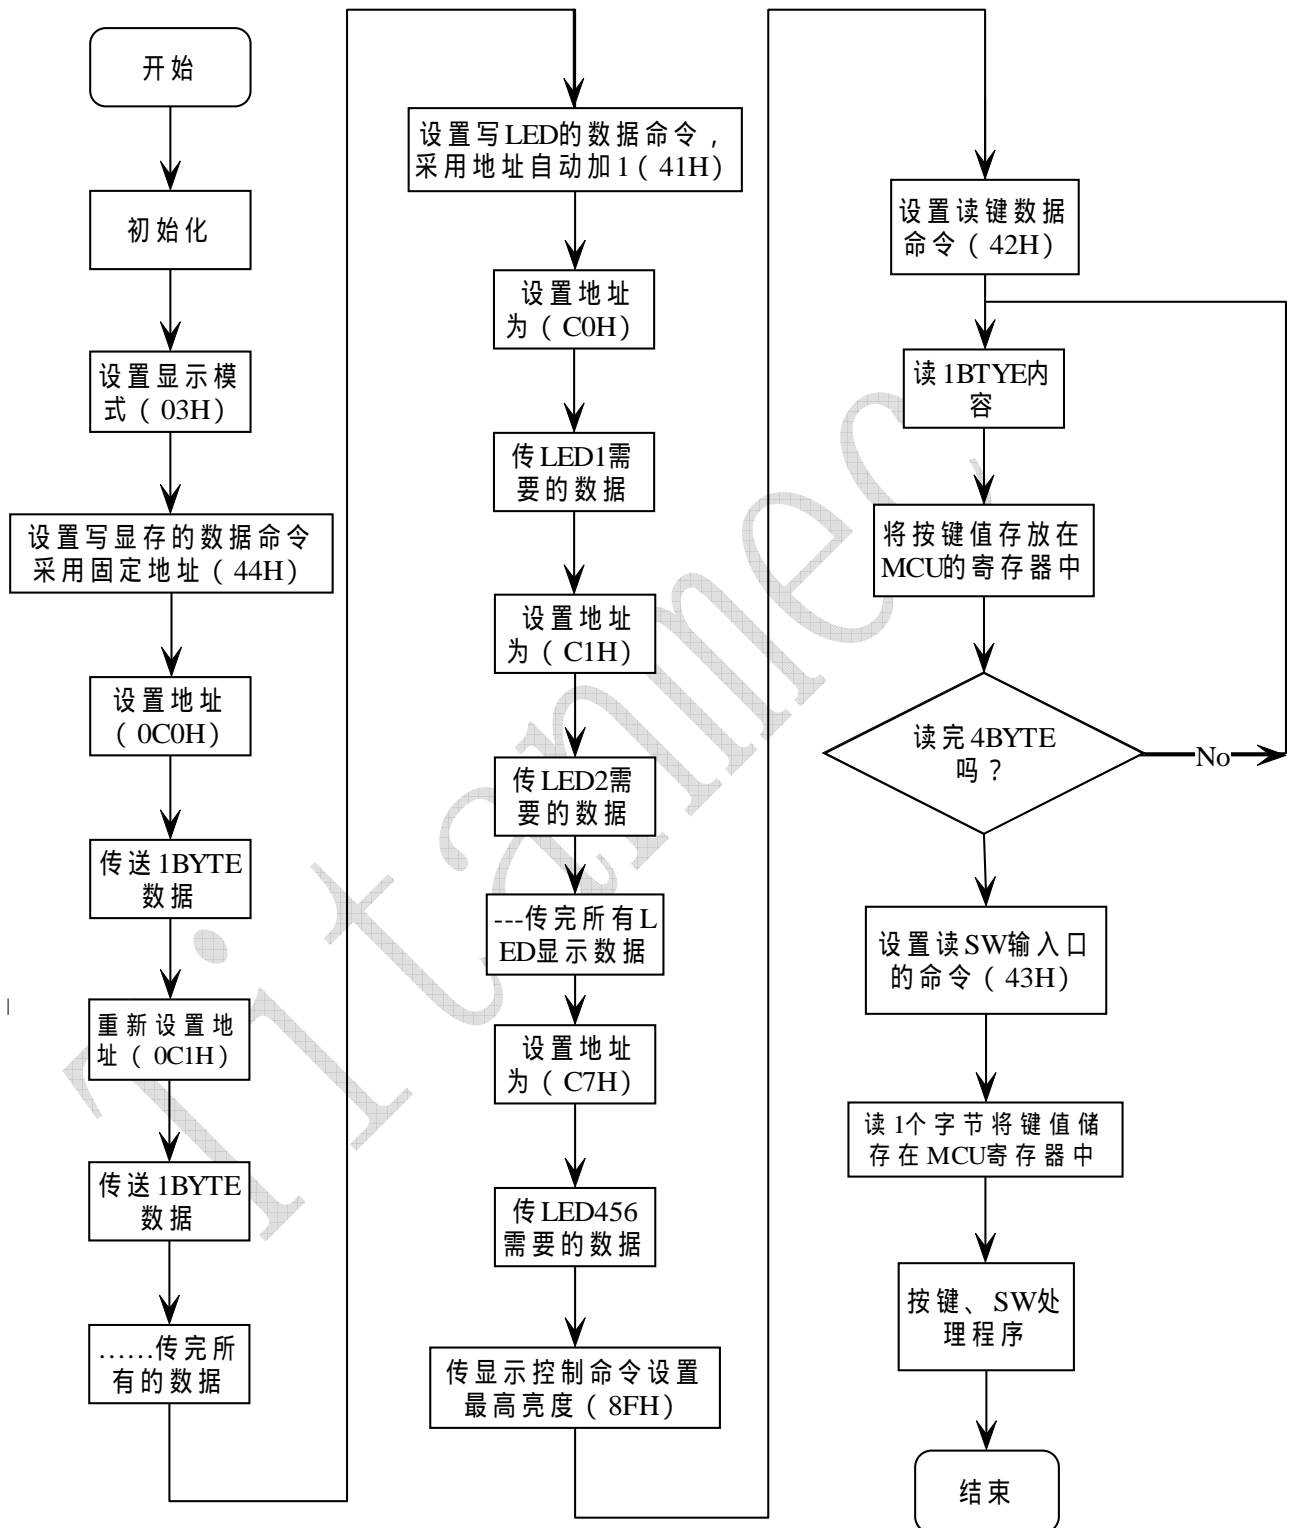 开始
初始化
设置显示模
式（03H）
设置写显存的数据命令
采用固定地址（44H）
设置地址
（0C0H）
传送1BYTE
数据
重新设置地
址（0C1H）
传送1BYTE
数据
……传完所
有的数据
设置写LED的数据命令，
采用地址自动加1（41H）
设置地址
为（C0H）
传LED1需
要的数据
设置地址
为（C1H）
传LED2需
要的数据
---传完所有L
ED显示数据
设置地址
为（C7H）
传LED456
需要的数据
传显示控制命令设置
最高亮度（8FH）
设置读键数据
命令（42H）
读1BTYE内
容
将按键值存放在
MCU的寄存器中
读完4BYTE
吗？
No
设置读SW输入口
的命令（43H）
读1个字节将键值储
存在MCU寄存器中
按键、SW处
理程序
结束
Titanmec